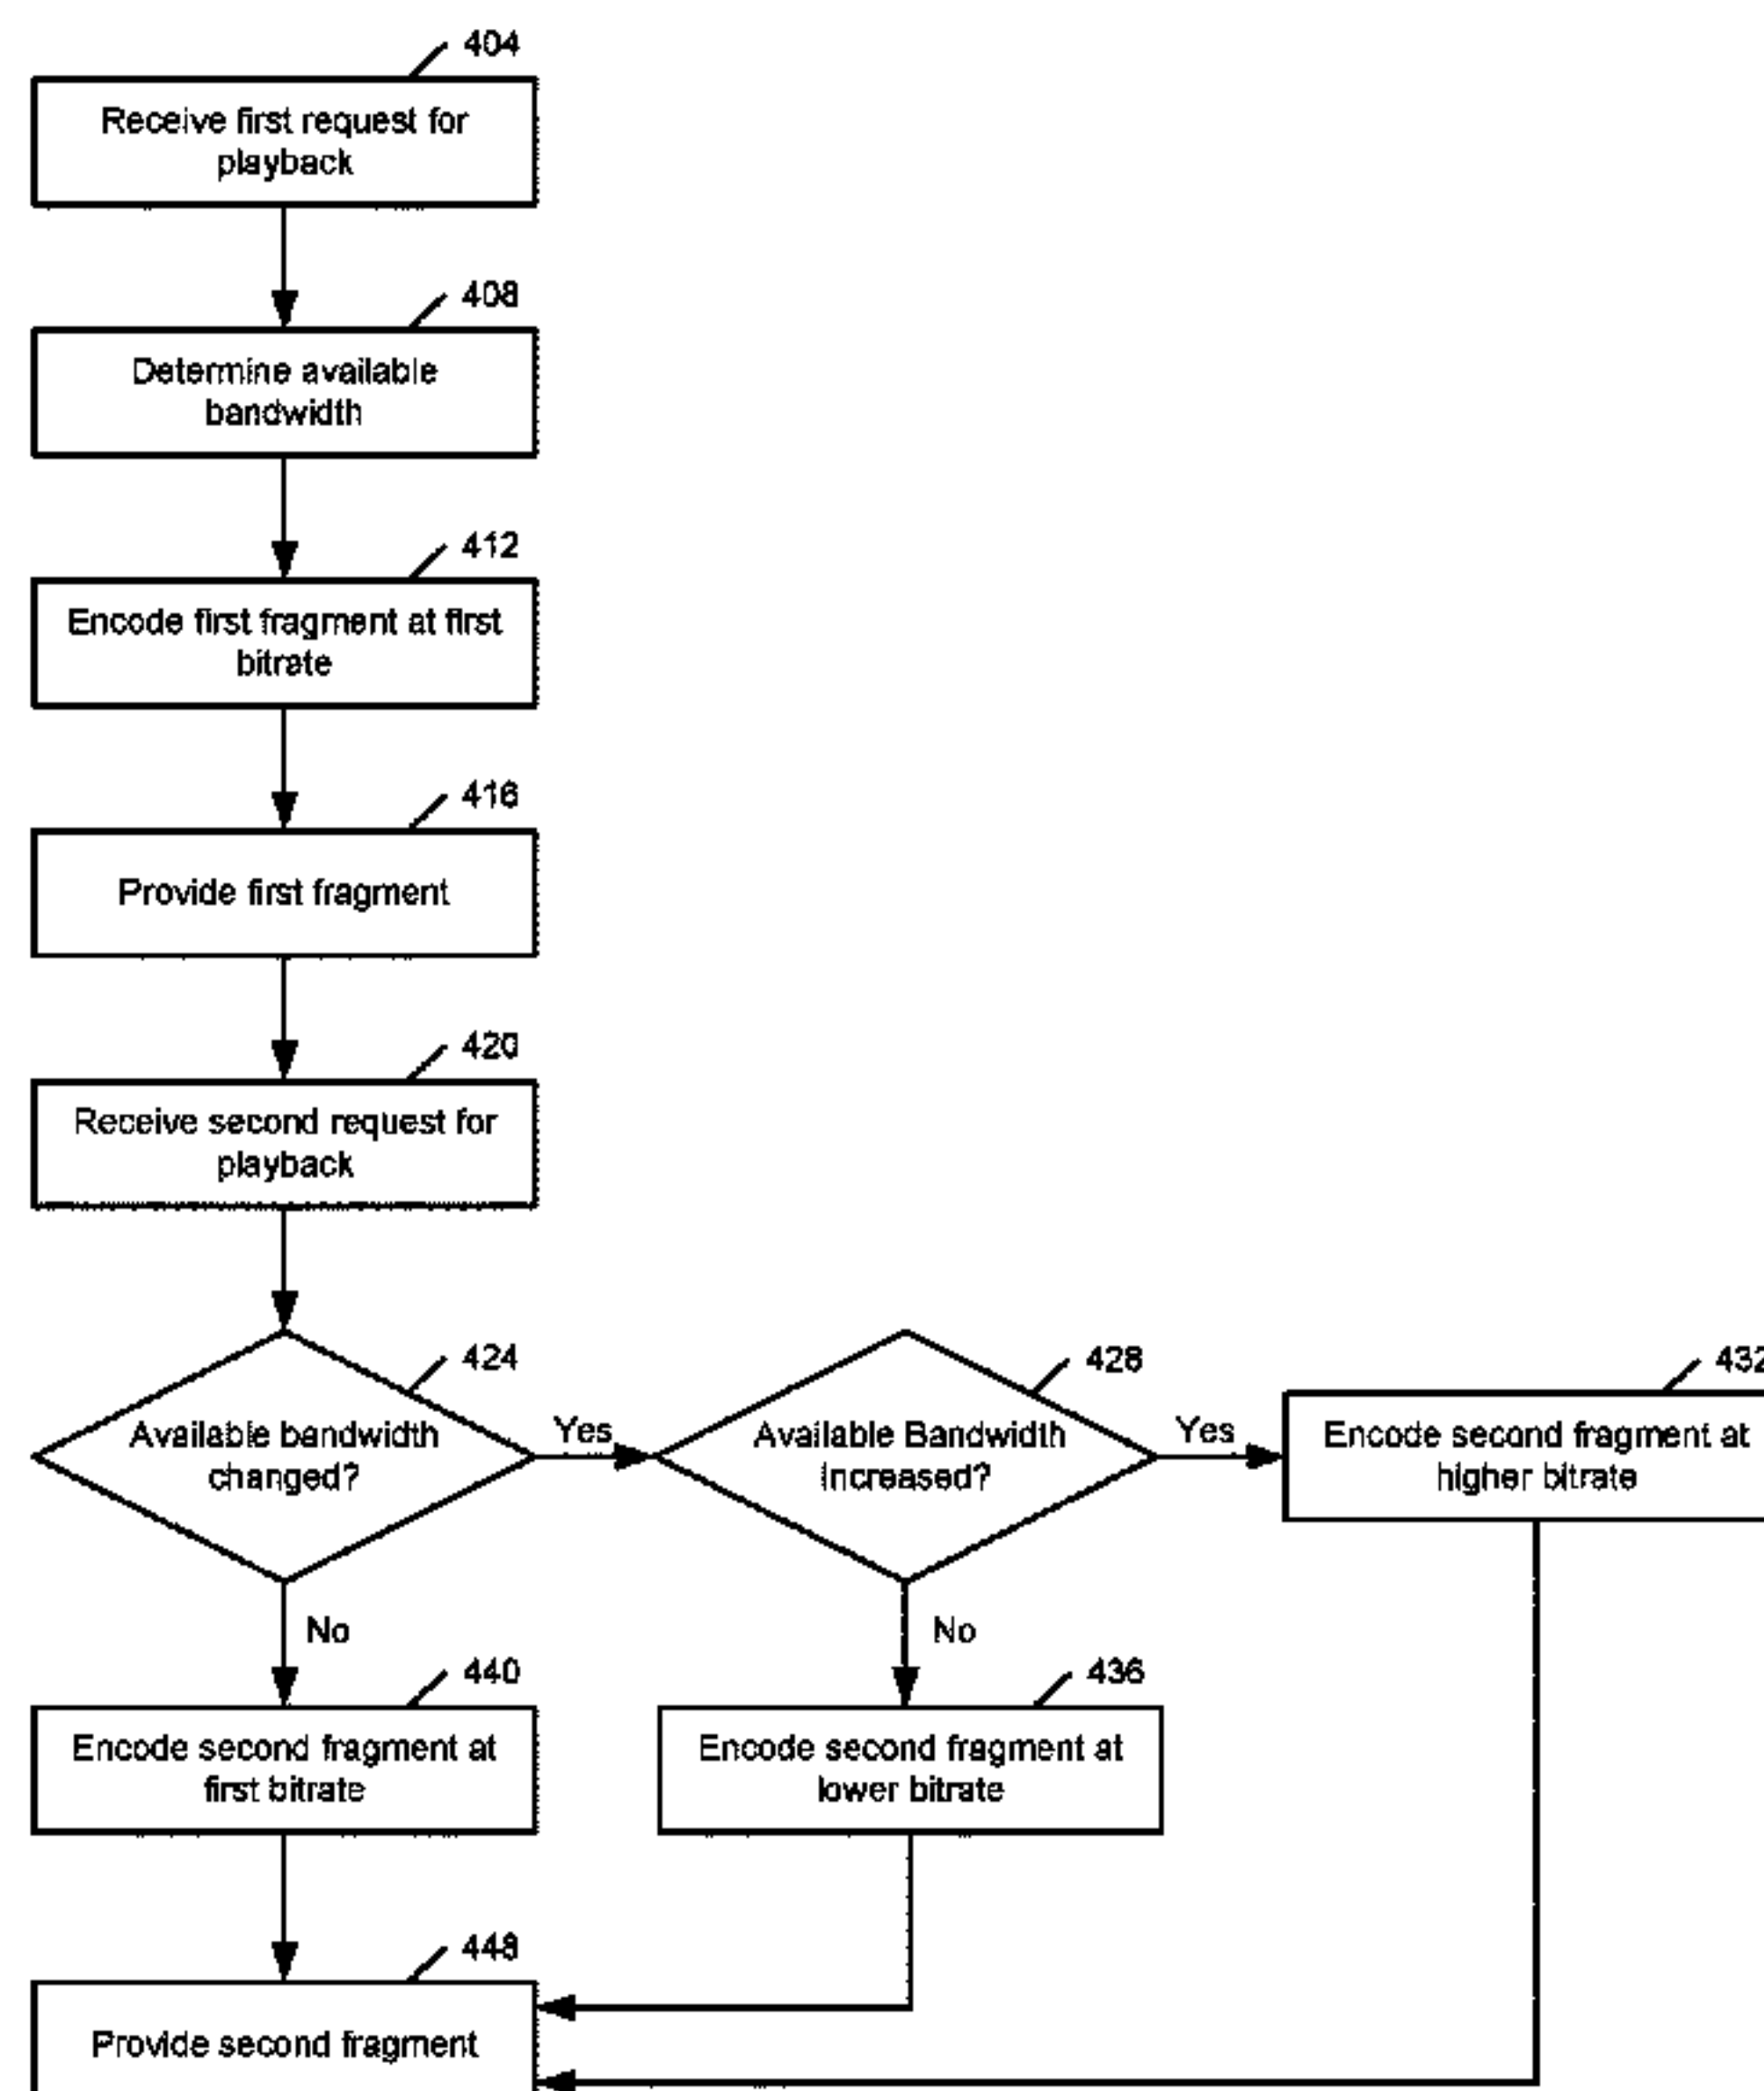 404
Receive first request for
playback
408
Determine available
bandwidth
412
Encode first fragment at first
bitrate
416
Provide first fragment
420
Receive second request for
playback
424
Available bandwidth
changed?
Yes
428
Available Bandwidth
Increased?
Yes
432
Encode second fragment at
higher bitrate
No
440
Encode second fragment at
first bitrate
No
436
Encode second fragment at
lower bitrate
448
Provide second fragment